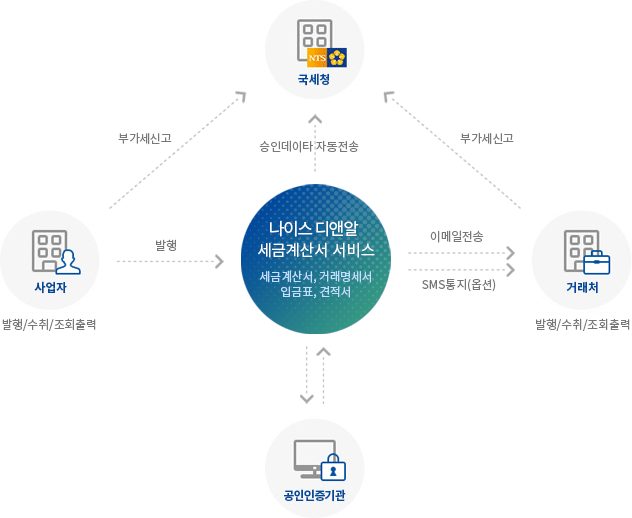 NTS
국세청
부가세신고
승인데이타 자동전송
부가세신고
나이스 디앤알
세금계산서 서비스
세금계산서, 거래명세서
입금표, 견적서
발행
이메일전송
SMS통지(옵션)
사업자
발행/수취/조회출력
거래처
발행/수취/조회출력
공인인증기관